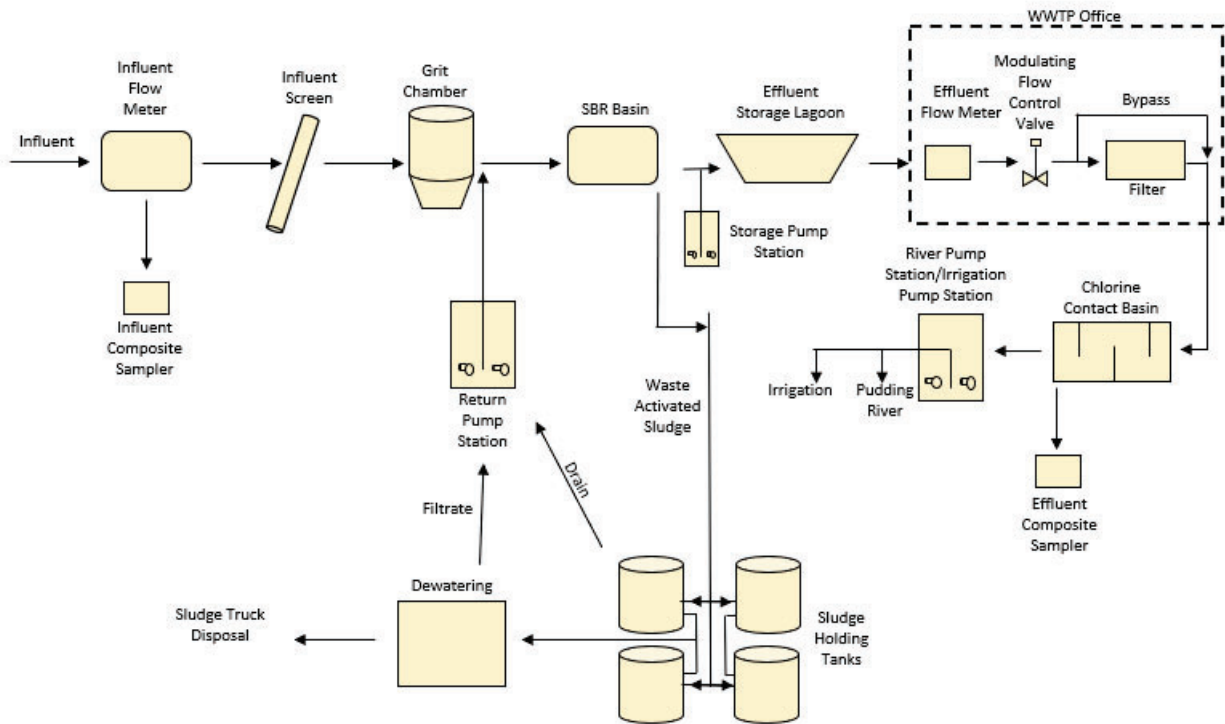 WWTP Office
Influent
Flow
Meter
Influent
Screen
Grit
Chamber
SBR Basin
Effluent
Storage Lagoon
Effluent
Flow Meter
Modulating
Flow
Control
Valve
Bypass
Influent
Filter
Storage Pump
Station
River Pump
Station/Irrigation
Pump Station
Chlorine
Contact Basin
Influent
Composite
Sampler
Return
Pump
Station
Waste
Activated
Sludge
Irrigation
Pudding
River
Drain
Filtrate
Effluent
Composite
Sampler
Dewatering
Sludge Truck
Disposal
Sludge
Holding
Tanks